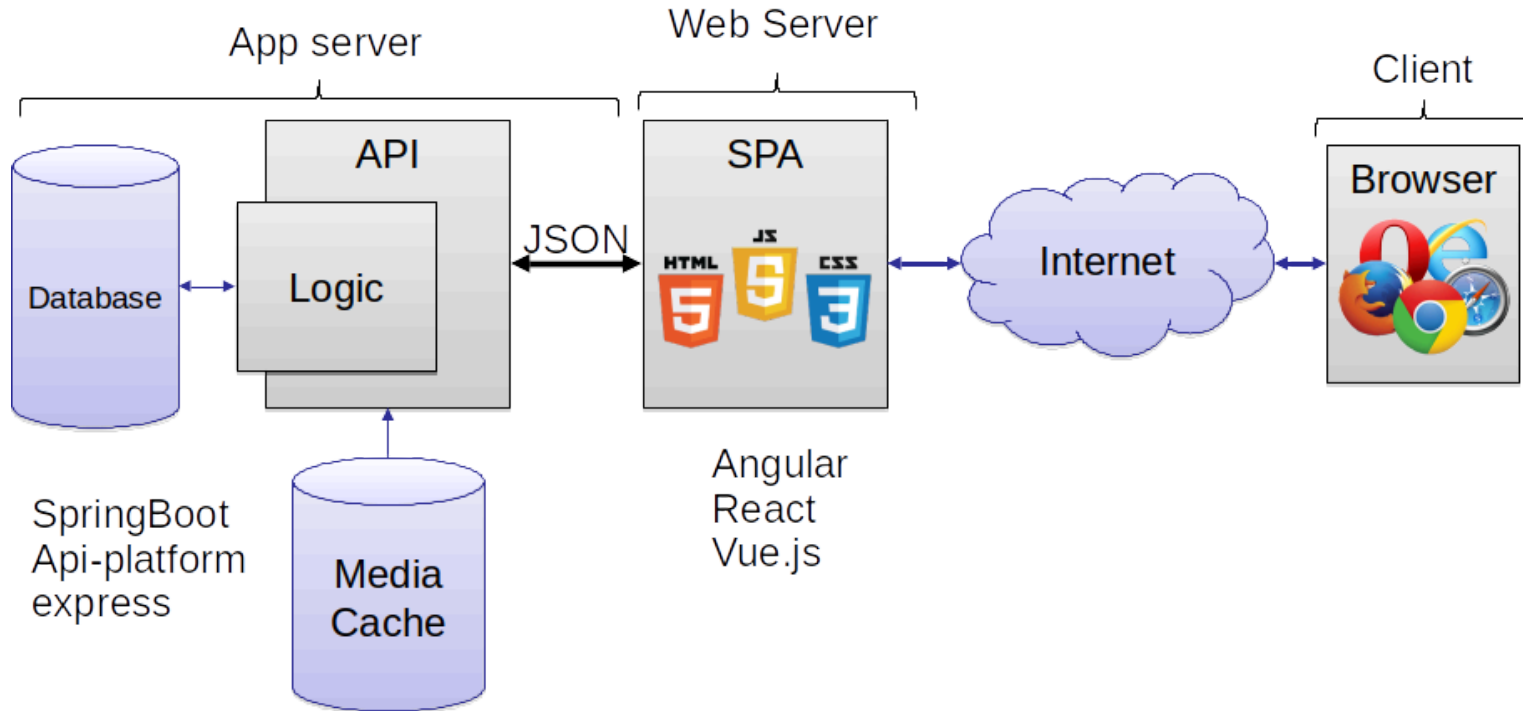 App server
Web Server
Client
API
SPA
Browser
Database
Logic
JSON
HTML
5
JS
5
CSS
3
Internet
SpringBoot
Api-platform
express
Media
Cache
Angular
React
Vue.js